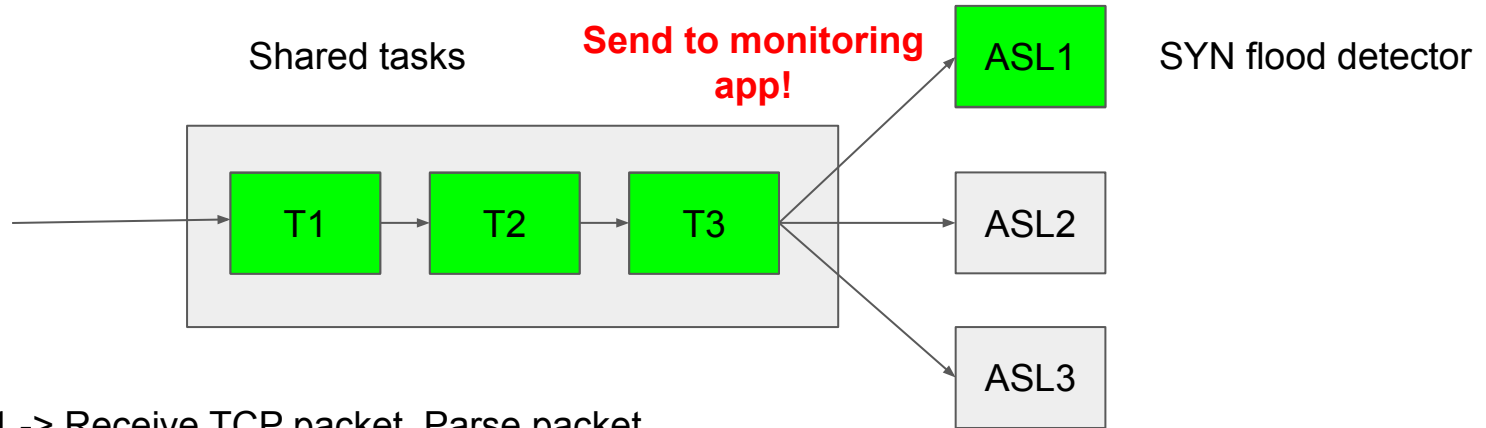 Shared tasks
Send to monitoring
app!
ASL1
SYN flood detector
T1
T2
T3
ASL2
ASL3
-> Receive TCP packet, Parse packet